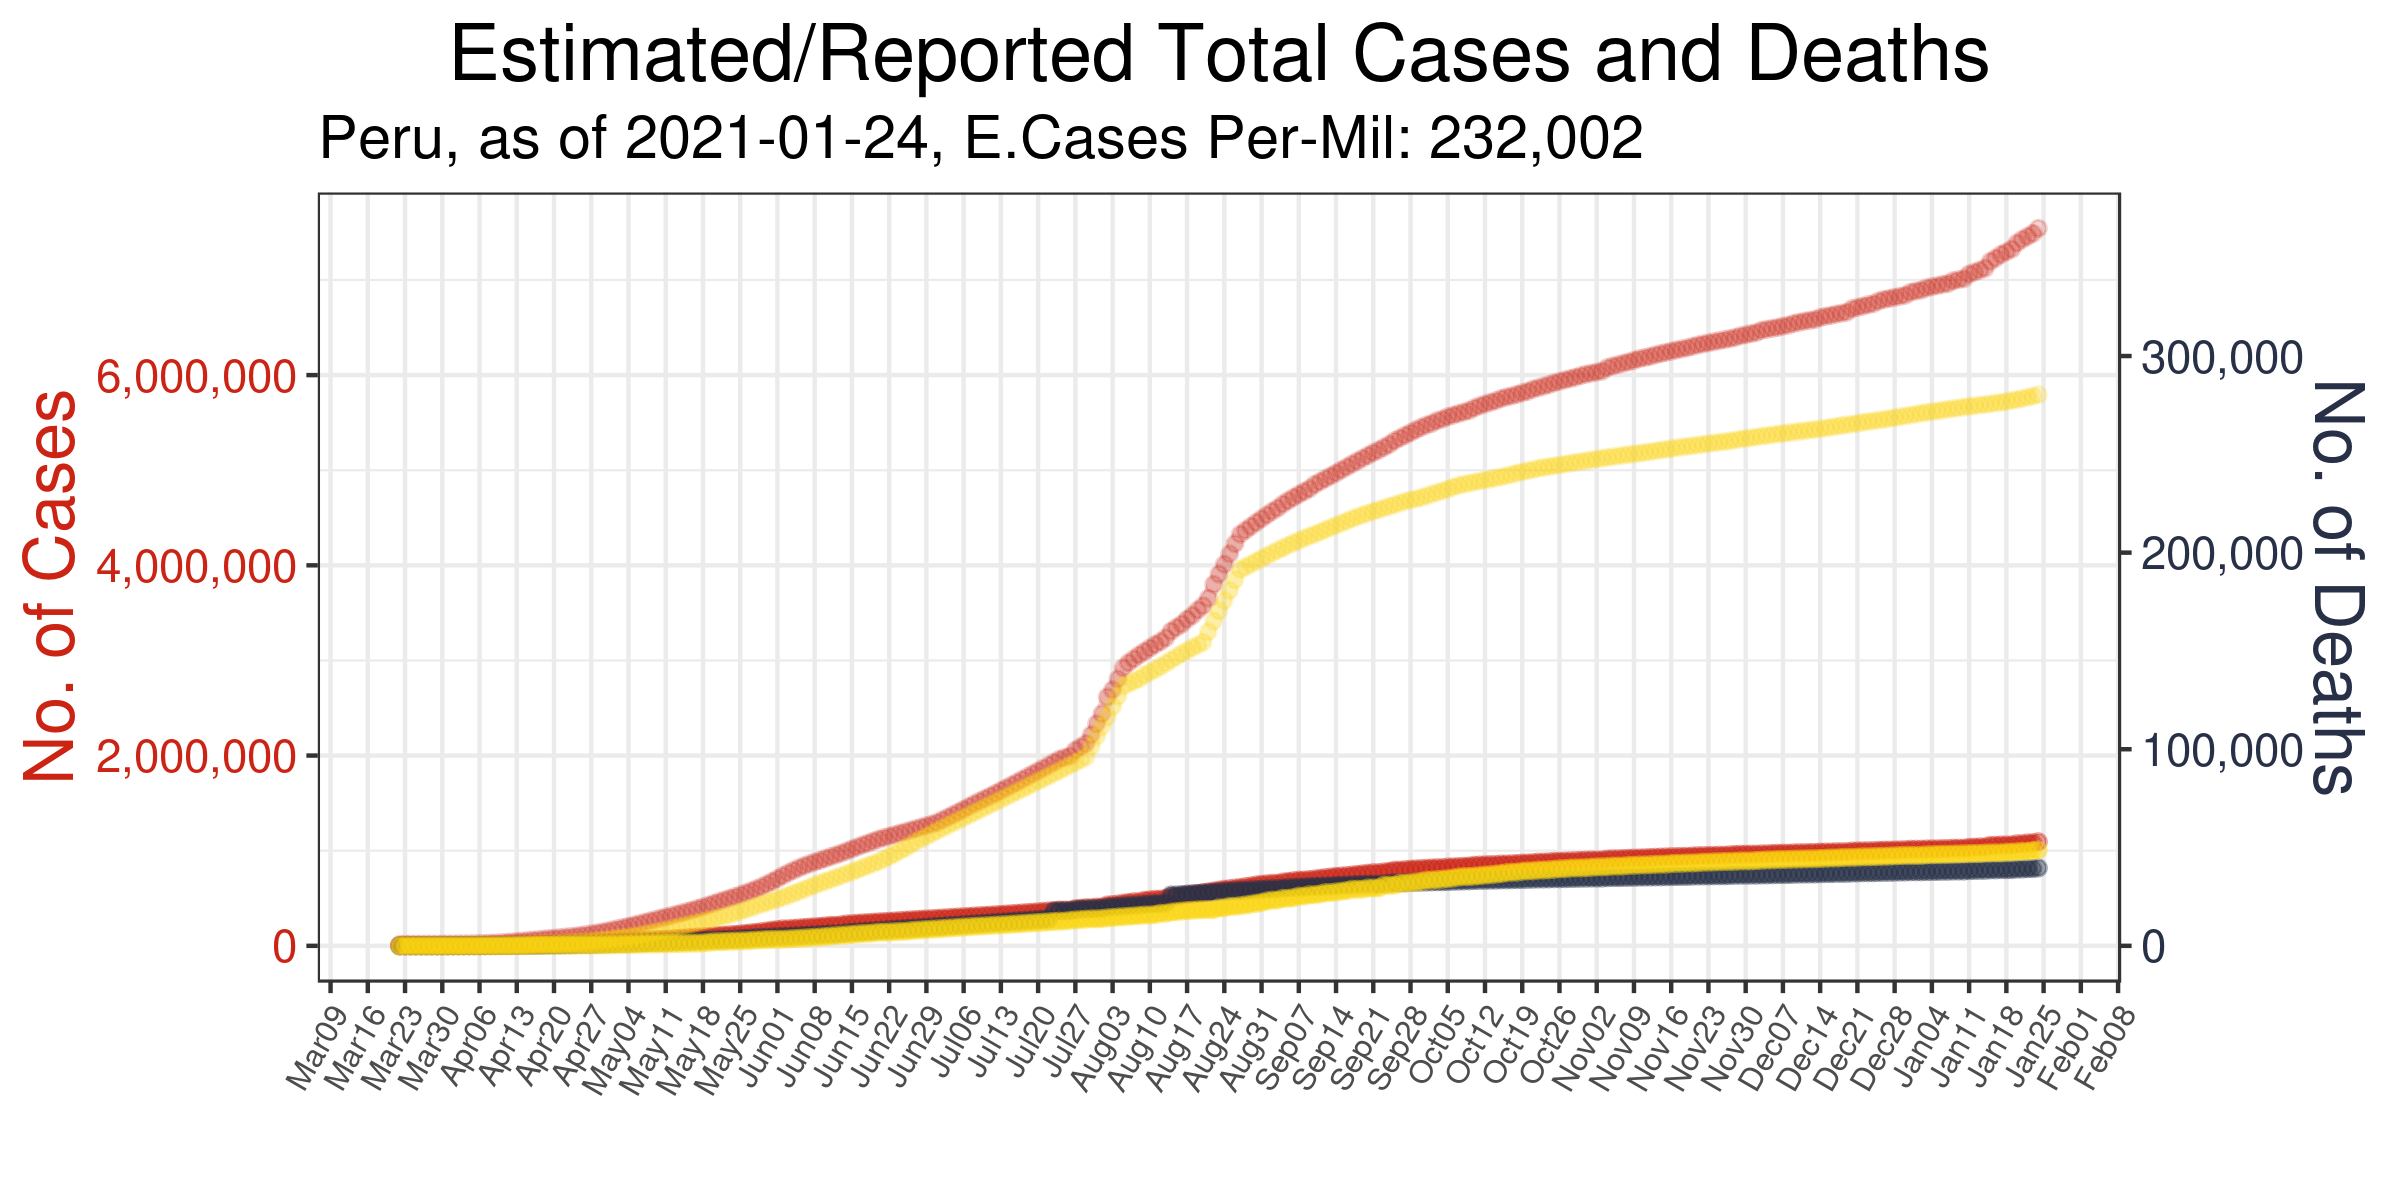 Estimated/Reported Total Cases and Deaths
Peru, as of 2021-01-24, E.Cases Per-Mil: 232,002
No. of Cases
6,000,000
4,000,000
2,000,000
0
300,000
200,000
100,000
0
No. of Deaths
Mar09
Mar16
Mar23
Mar30
Apr06
Apr13
Apr20
Apr27
May04
May11
May18
May25
Jun01
Jun08
Jun15
Jun22
Jun29
Jul06
Jul13
Jul20
Jul27
Aug03
Aug10
Aug17
Aug24
Aug31
Sep07
Sep14
Sep21
Sep28
Oct05
Oct12
Oct19
Oct26
Nov02
Nov09
Nov16
Nov23
Nov30
Dec07
Dec14
Dec21
Dec28
Jan04
Jan11
Jan18
Jan25
Feb01
Feb08